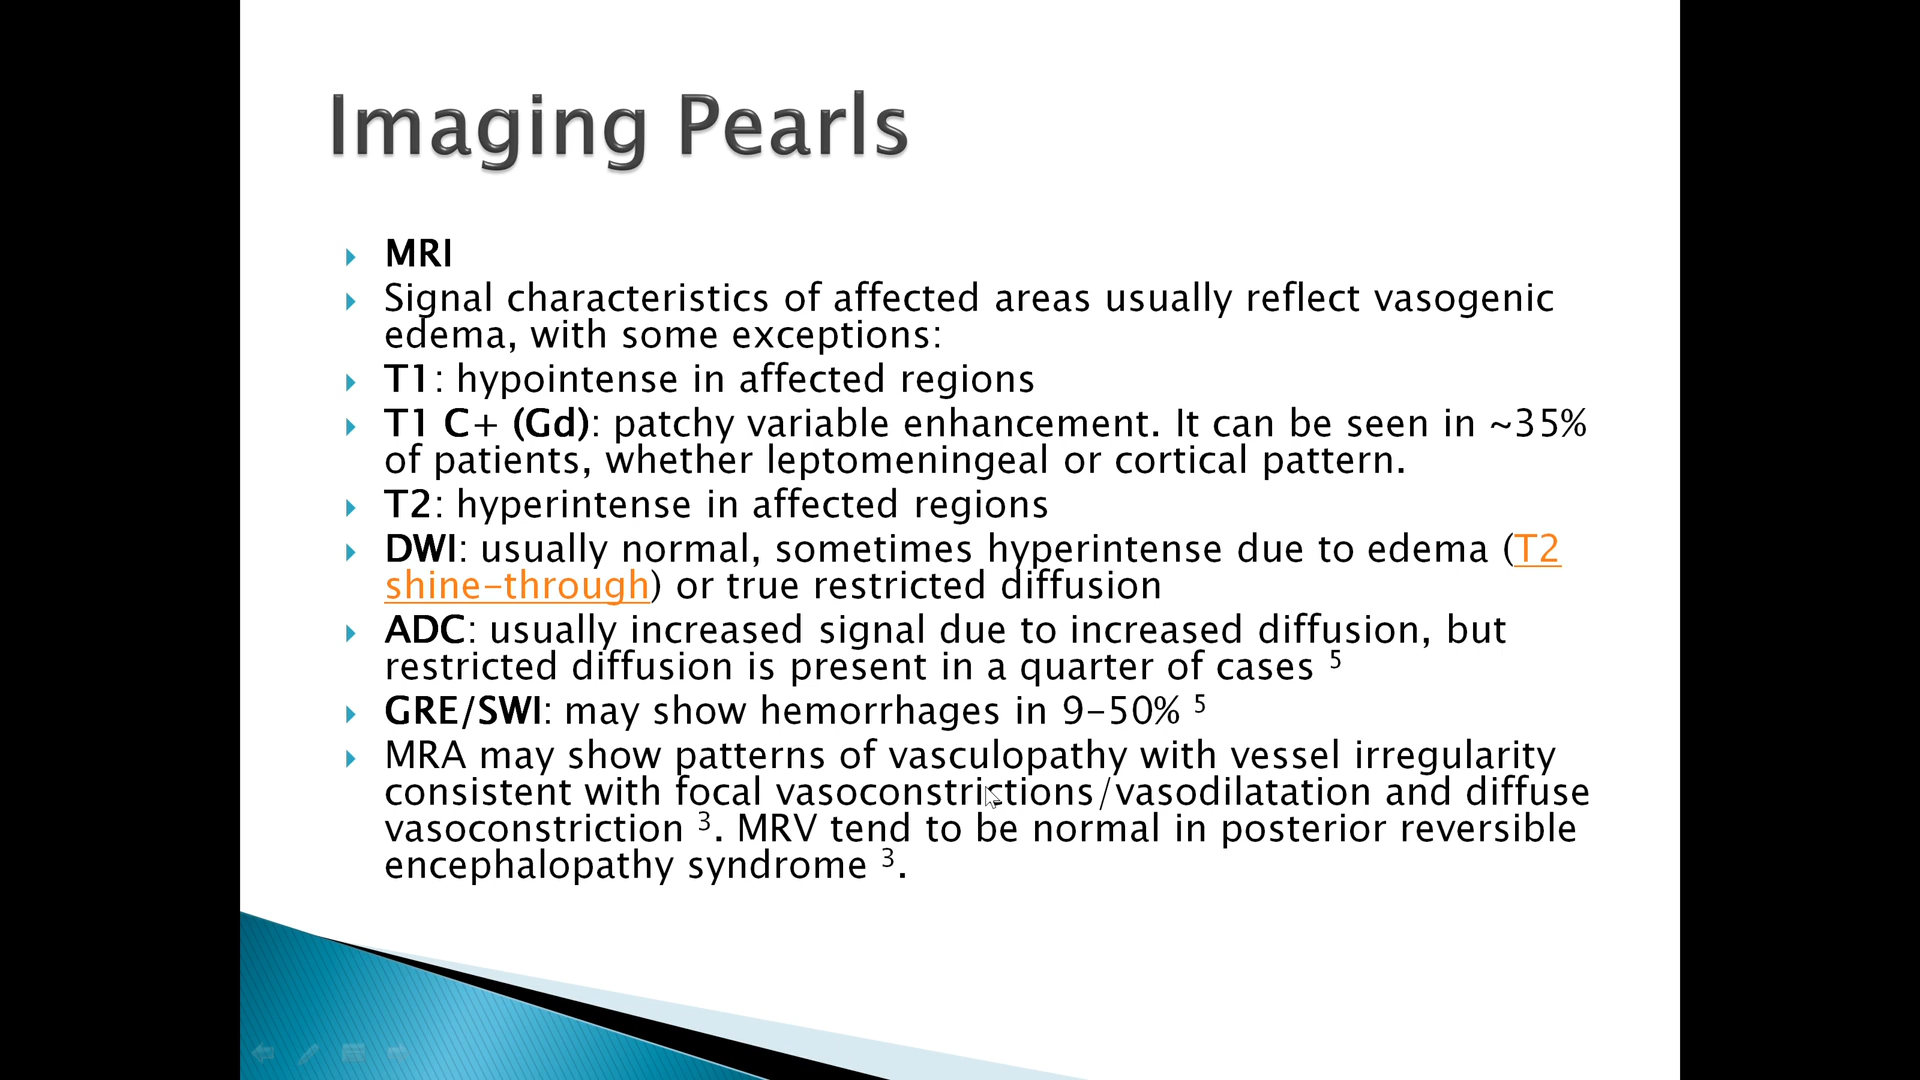 Imaging Pearls
MRI
Signal characteristics of affected areas usually reflect vasogenic
edema, with some exceptions:
T1: hypointense in affected regions
T1 C+ (Gd): patchy variable enhancement. It can be seen in ~35%
of patients, whether leptomeningeal or cortical pattern.
T2: hyperintense in affected regions
DWI: usually normal, sometimes hyperintense due to edema (T2
shine-through) or true restricted diffusion
ADC: usually increased signal due to increased diffusion, but
restricted diffusion is present in a quarter of cases ⁵
GRE/SWI: may show hemorrhages in 9-50% ⁵
MRA may show patterns of vasculopathy with vessel irregularity
consistent with focal vasoconstrictions/vasodilatation and diffuse
vasoconstriction ³. MRV tend to be normal in posterior reversible
encephalopathy syndrome ³.